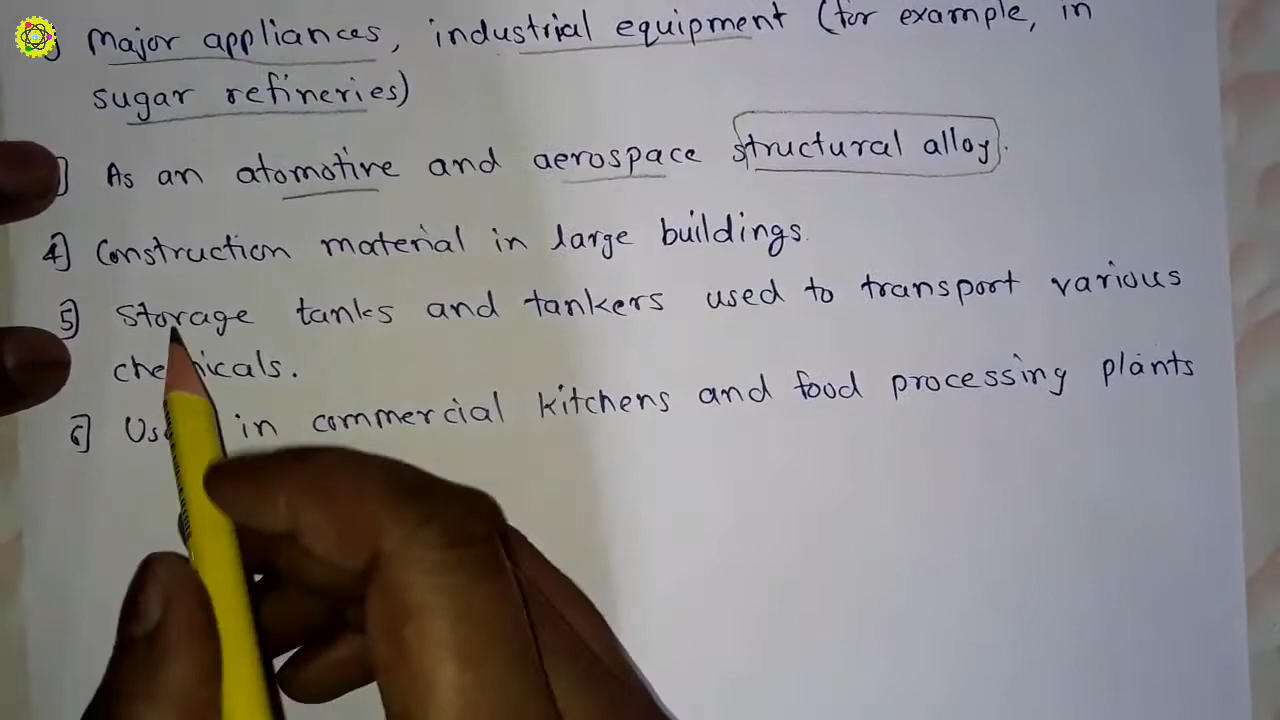 ) Major appliances, industrial equipment (for example, in
sugar refineries)
] As an atomotive and aerospace structural alloy.
4] Construction material in large buildings.
5] Storage tanks and tankers used to transport various
chemicals.
6] Used in commercial kitchens and food processing plants